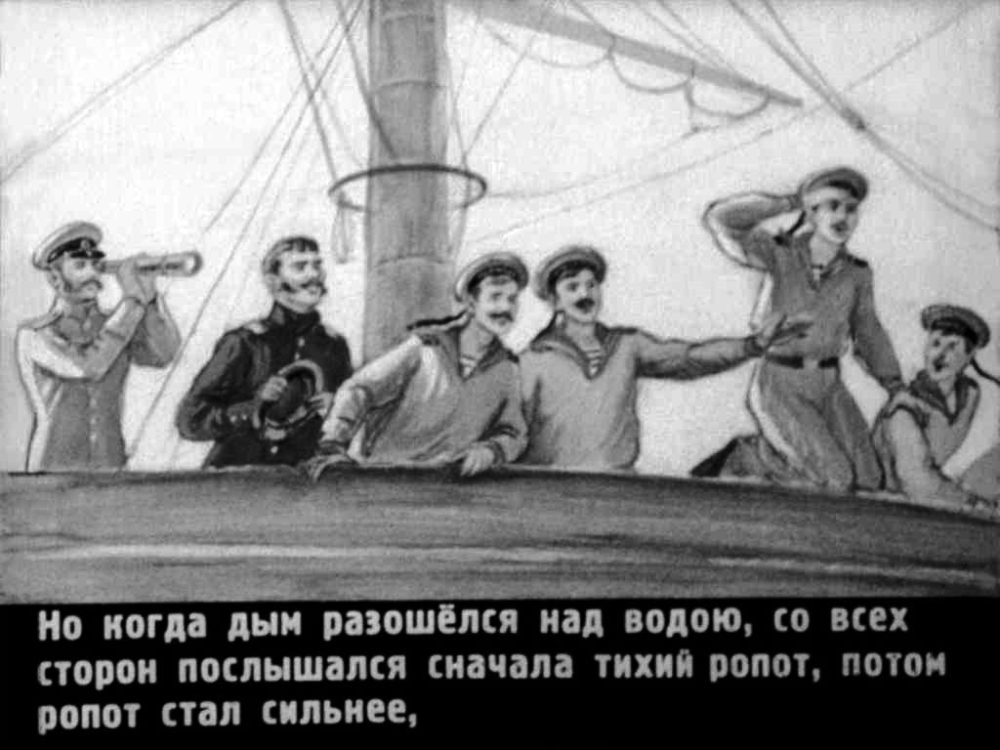 Но когда дым разошёлся над водою, со всех
сторон послышался сначала тихий ропот, потом
ропот стал сильнее,